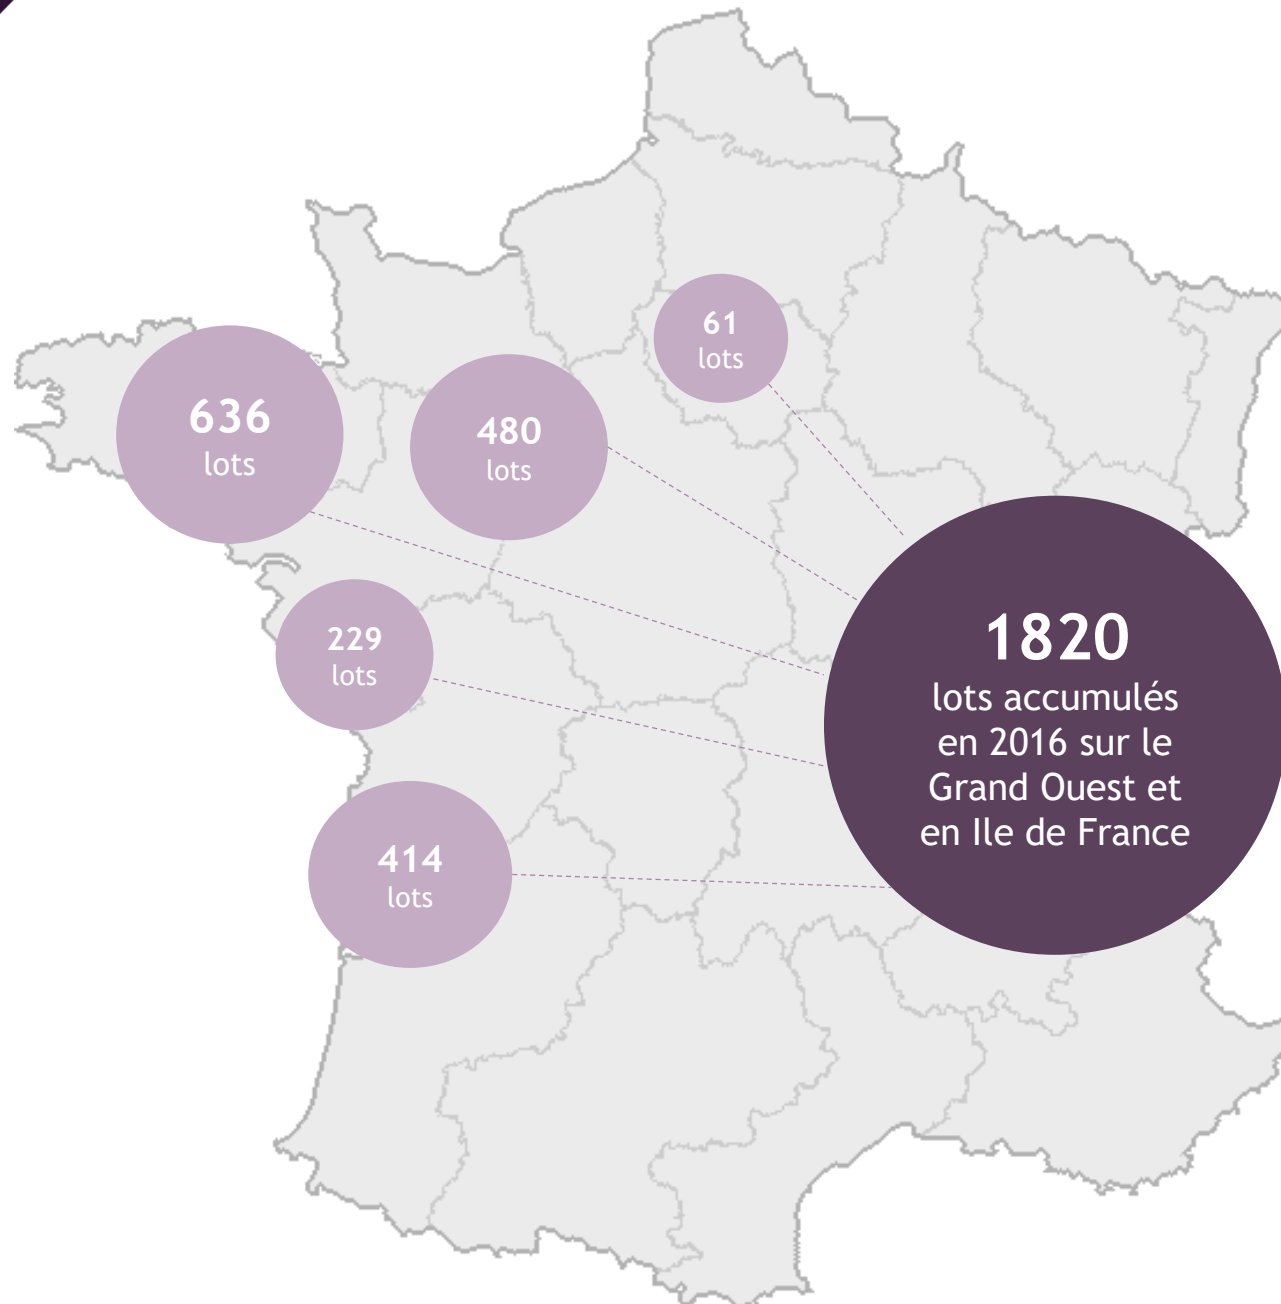 61
lots
636
lots
480
lots
229
lots
414
lots
1820
lots accumulés
en 2016 sur le
Grand Ouest et
en Ile de France